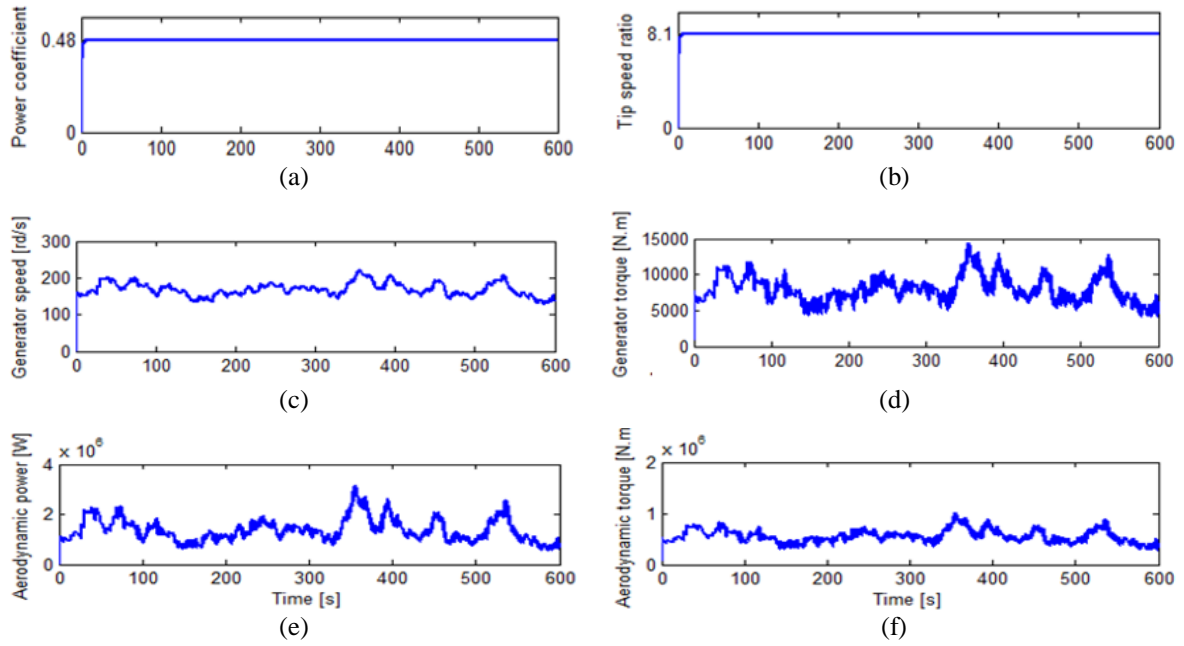 Power coefficient
0.48
0
0 100 200 300 400 500 600
(a)
Tip speed ratio
8.1
0
0 100 200 300 400 500 600
(b)
Generator speed [rd/s]
300
200
100
0
0 100 200 300 400 500 600
(c)
Generator torque [N.m]
15000
10000
5000
0
0 100 200 300 400 500 600
(d)
Aerodynamic power [W]
× 10⁶
4
2
0
0 100 200 300 400 500 600
Time [s]
(e)
Aerodynamic torque [N.m
× 10⁶
2
1
0
0 100 200 300 400 500 600
Time [s]
(f)